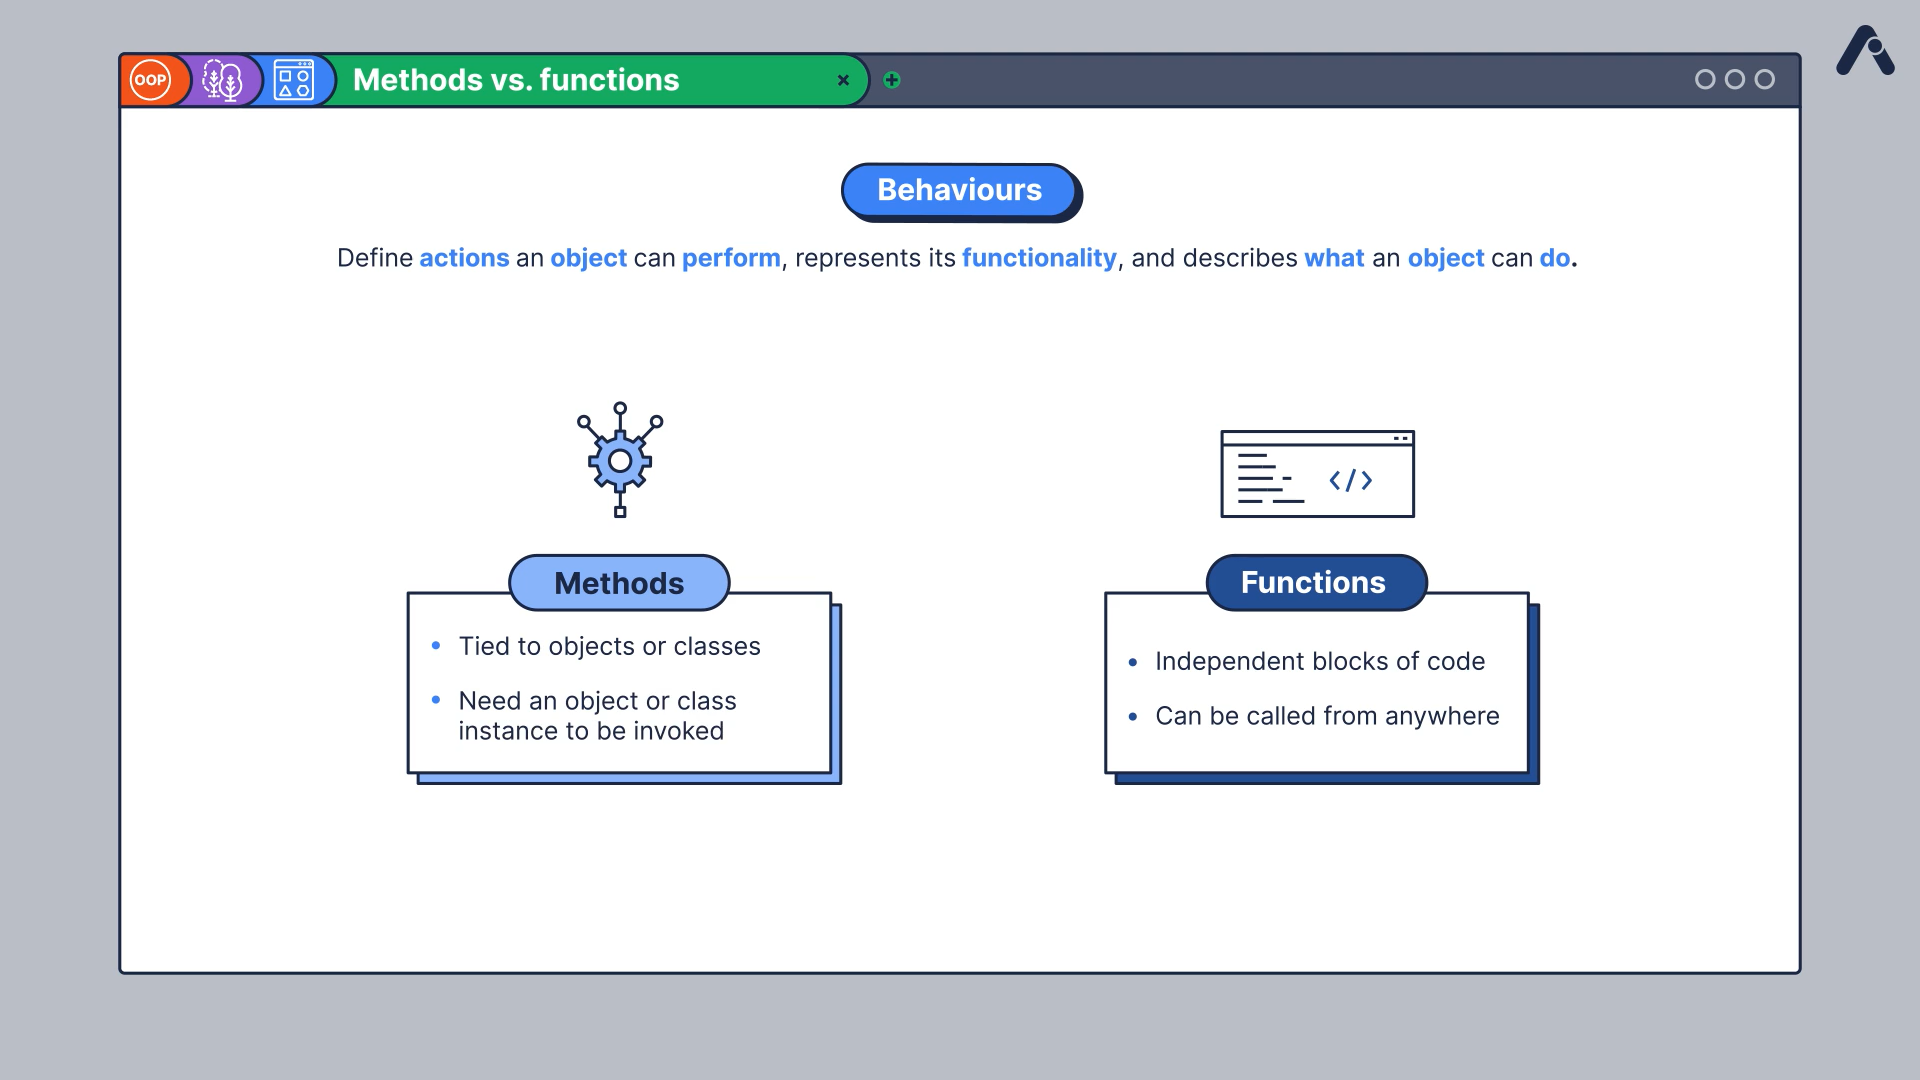 OOP
Methods vs. functions
Behaviours
Define actions an object can perform, represents its functionality, and describes what an object can do.
Methods
• Tied to objects or classes
• Need an object or class
instance to be invoked
Functions
• Independent blocks of code
• Can be called from anywhere